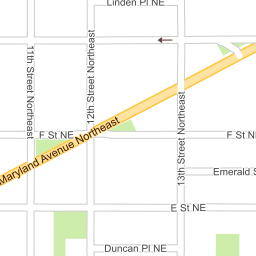 Linden Pl NE
11th Street Northeast
12th Street Northeast
13th Street Northeast
Maryland Avenue Northeast
F St NE
F St NE
Emerald S
E St NE
Duncan Pl NE